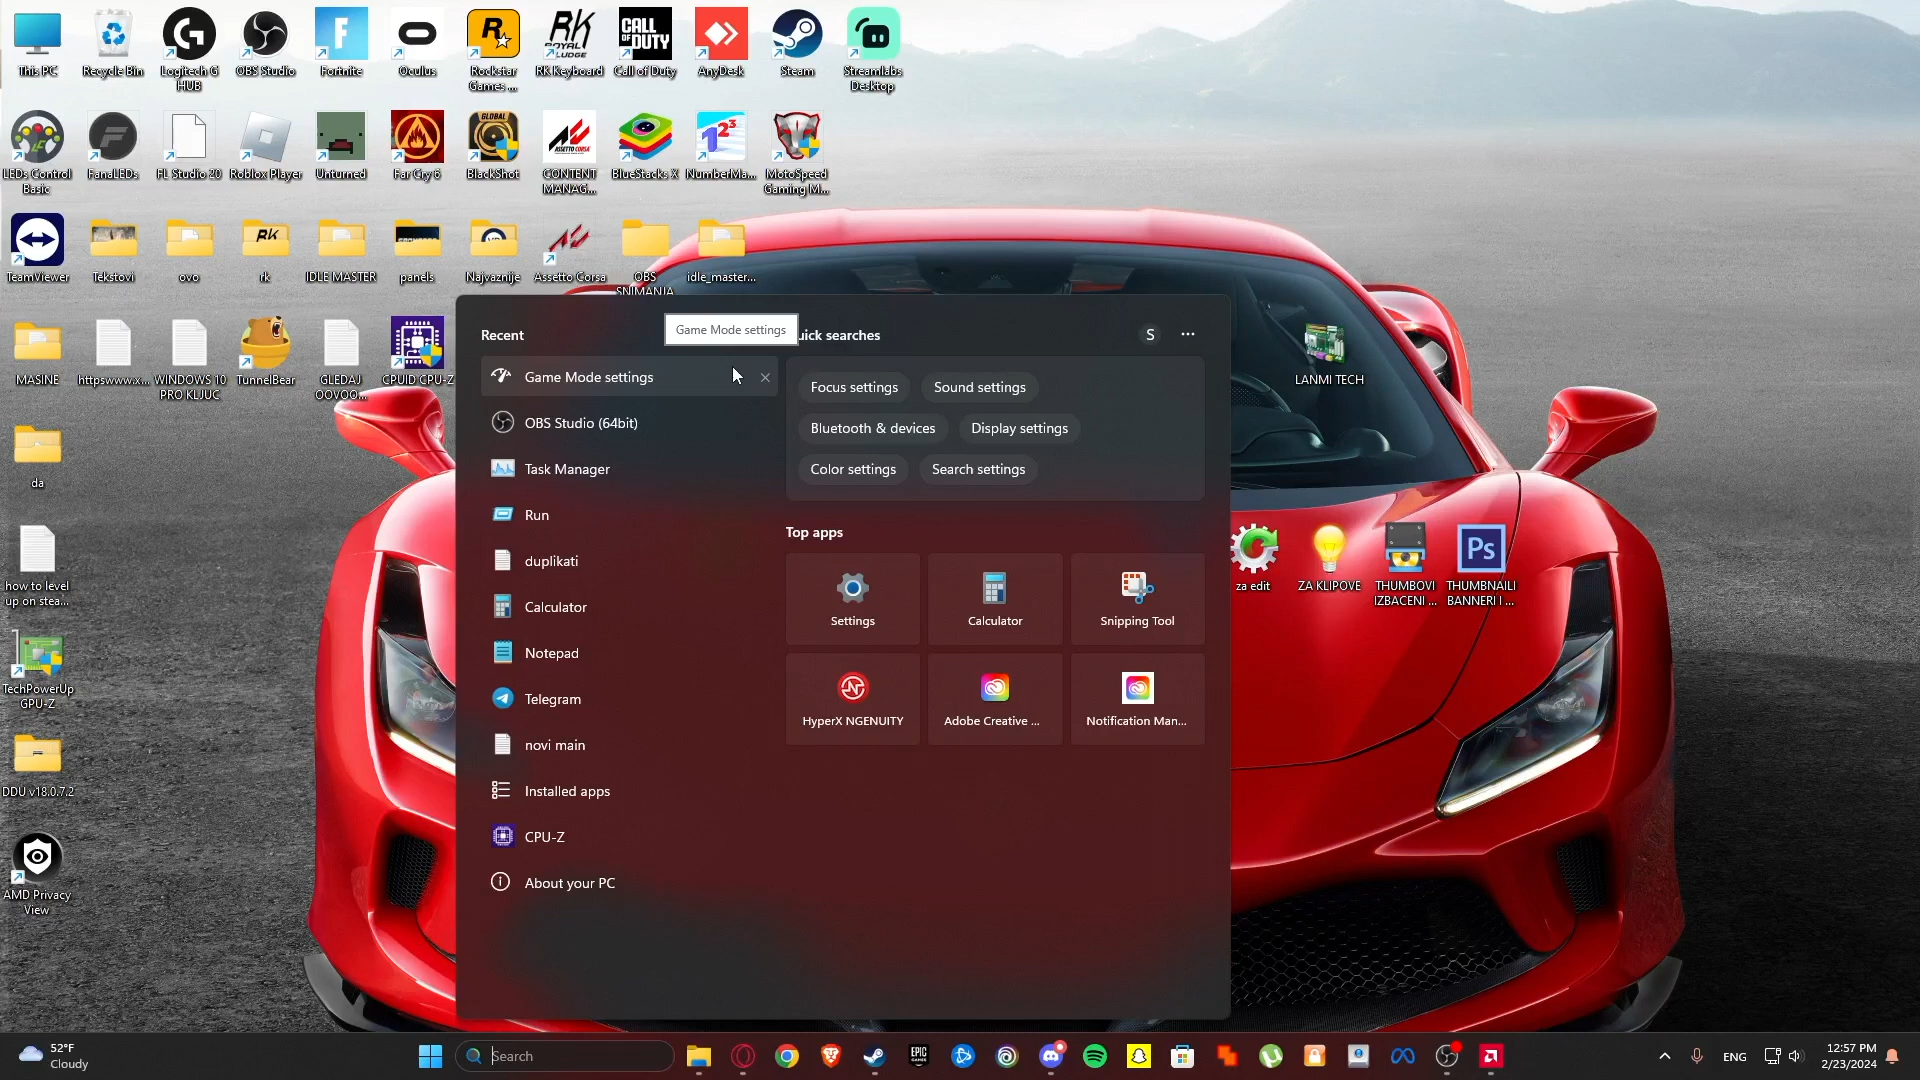 This PC
Recycle Bin
Logitech G
HUB
OBS Studio
Fortnite
Oculus
Rockstar
Games ...
RK Keyboard
Call of Duty
AnyDesk
Steam
Streamlabs
Desktop
LEDs Control
Basic
FanaLEDs
FL Studio 20
Roblox Player
Unturned
Far Cry 6
BlackShot
CONTENT
MANAG...
BlueStacks X
NumberMa...
MotoSpeed
Gaming M...
TeamViewer
Tekstovi
ovo
rk
IDLE MASTER
panels
Najvaznije
Assetto Corsa
OBS
SNIMANJA
idle_master...
MASINE
httpswww.x...
WINDOWS 10
PRO KLJUC
TunnelBear
GLEDAJ
OOVOO...
CPUID CPU-Z
da
how to level
up on stea...
TechPowerUp
GPU-Z
DDU v18.0.7.2
AMD Privacy
View
LANMI TECH
za edit
ZA KLIPOVE
THUMBOVI
IZBACENI ...
THUMBNAILI
BANNERI I ...
Recent
Game Mode settings
uick searches
S
Game Mode settings
OBS Studio (64bit)
Task Manager
Run
duplikati
Calculator
Notepad
Telegram
novi main
Installed apps
CPU-Z
About your PC
Focus settings
Sound settings
Bluetooth & devices
Display settings
Color settings
Search settings
Top apps
Settings
Calculator
Snipping Tool
HyperX NGENUITY
Adobe Creative ...
Notification Man...
52°F
Cloudy
Search
ENG
12:57 PM
2/23/2024